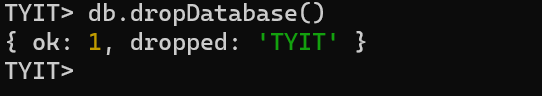 TYIT> db.dropDatabase()
{ ok: 1, dropped: 'TYIT' }
TYIT>